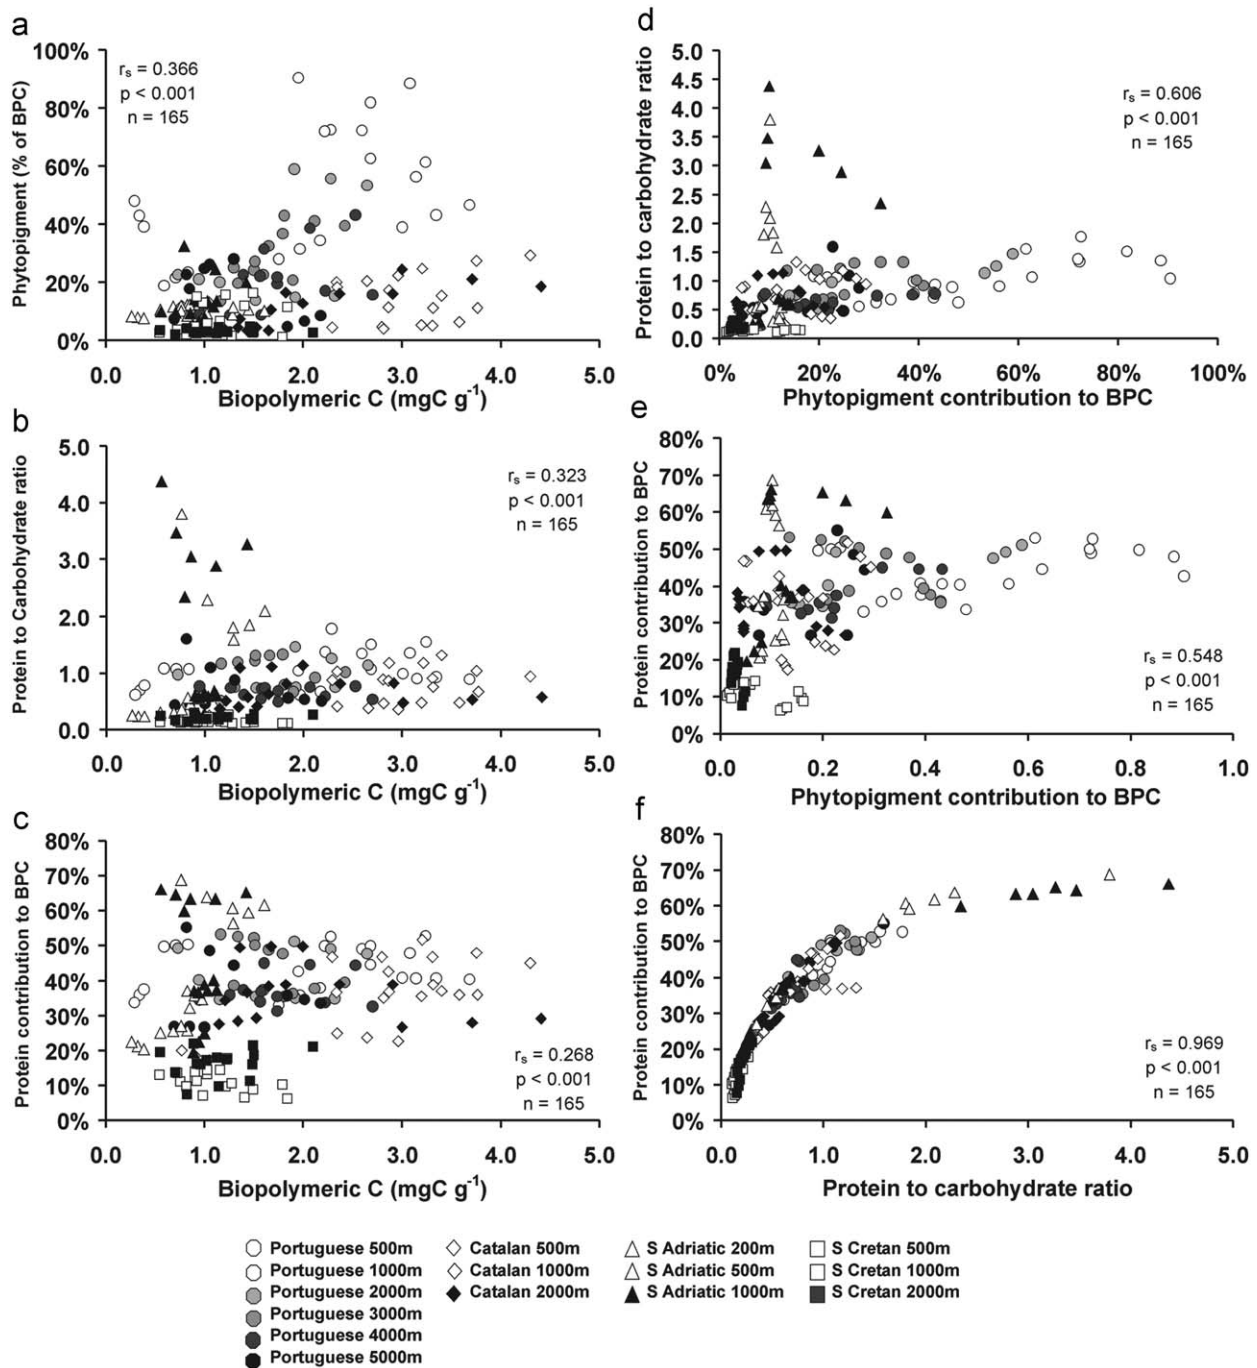 a
100%
80%
60%
40%
20%
0%
Phytopigment (% of BPC)
rs = 0.366
p < 0.001
n = 165
0.0 1.0 2.0 3.0 4.0 5.0
Biopolymeric C (mgC g-1)
b
5.0
4.0
3.0
2.0
1.0
0.0
Protein to Carbohydrate ratio
rs = 0.323
p < 0.001
n = 165
0.0 1.0 2.0 3.0 4.0 5.0
Biopolymeric C (mgC g-1)
c
80%
70%
60%
50%
40%
30%
20%
10%
0%
Protein contribution to BPC
rs = 0.268
p < 0.001
n = 165
0.0 1.0 2.0 3.0 4.0 5.0
Biopolymeric C (mgC g-1)
d
5.0
4.5
4.0
3.5
3.0
2.5
2.0
1.5
1.0
0.5
0.0
Protein to carbohydrate ratio
rs = 0.606
p < 0.001
n = 165
0% 20% 40% 60% 80% 100%
Phytopigment contribution to BPC
e
80%
70%
60%
50%
40%
30%
20%
10%
0%
Protein contribution to BPC
rs = 0.548
p < 0.001
n = 165
0.0 0.2 0.4 0.6 0.8 1.0
Phytopigment contribution to BPC
f
80%
70%
60%
50%
40%
30%
20%
10%
0%
Protein contribution to BPC
rs = 0.969
p < 0.001
n = 165
0.0 1.0 2.0 3.0 4.0 5.0
Protein to carbohydrate ratio
Portuguese 500m
Portuguese 1000m
Portuguese 2000m
Portuguese 3000m
Portuguese 4000m
Portuguese 5000m
Catalan 500m
Catalan 1000m
Catalan 2000m
S Adriatic 200m
S Adriatic 500m
S Adriatic 1000m
S Cretan 500m
S Cretan 1000m
S Cretan 2000m